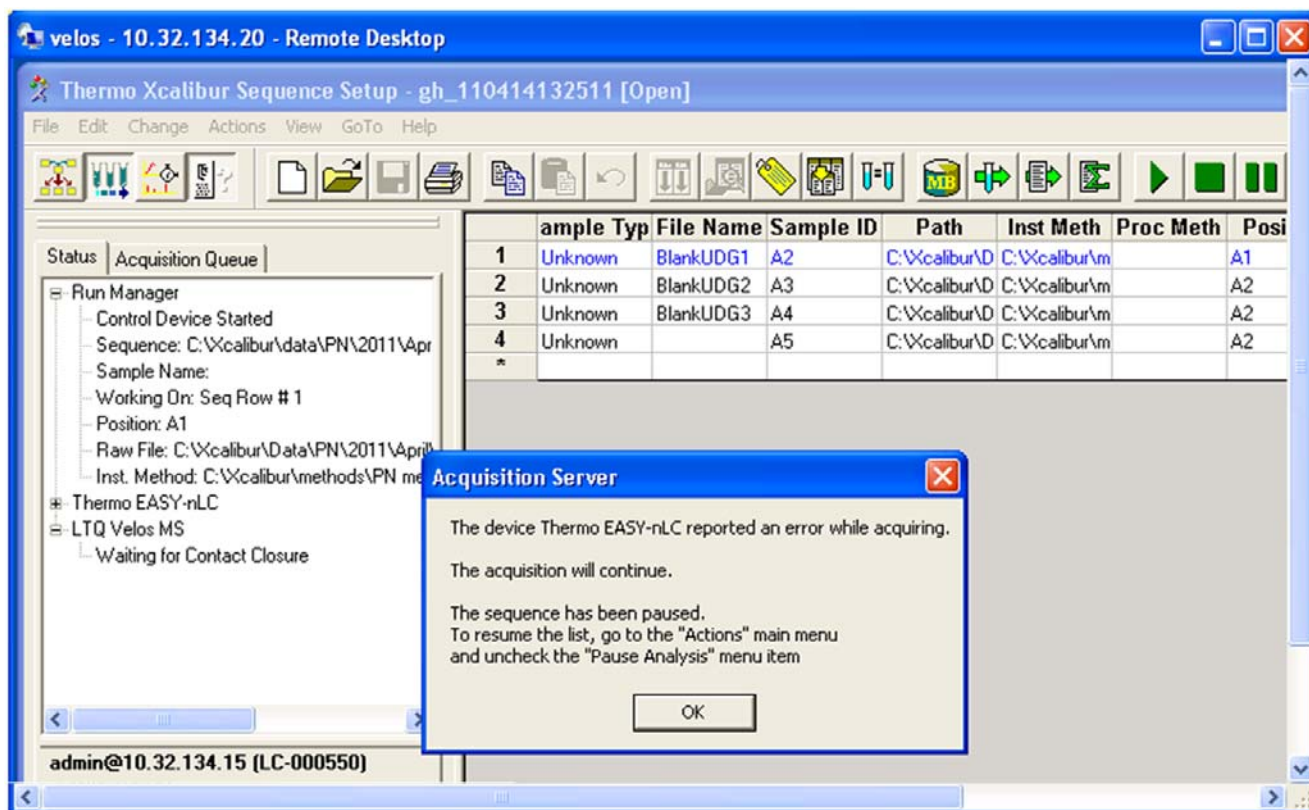 velos - 10.32.134.20 - Remote Desktop
Thermo Xcalibur Sequence Setup - gh_110414132511 [Open]
File Edit Change Actions View GoTo Help
MB
Status Acquisition Queue
Run Manager
Control Device Started
Sequence: C:\Xcalibur\data\PN\2011\Apr
Sample Name:
Working On: Seq Row # 1
Position: A1
Raw File: C:\Xcalibur\Data\PN\2011\April\
Inst. Method: C:\Xcalibur\methods\PN me
Thermo EASY-nLC
LTQ Velos MS
Waiting for Contact Closure
admin@10.32.134.15 (LC-000550)
ample Typ File Name Sample ID Path Inst Meth Proc Meth Posi
1 Unknown BlankUDG1 A2 C:\Xcalibur\D C:\Xcalibur\m A1
2 Unknown BlankUDG2 A3 C:\Xcalibur\D C:\Xcalibur\m A2
3 Unknown BlankUDG3 A4 C:\Xcalibur\D C:\Xcalibur\m A2
4 Unknown A5 C:\Xcalibur\D C:\Xcalibur\m A2
*
Acquisition Server
The device Thermo EASY-nLC reported an error while acquiring.
The acquisition will continue.
The sequence has been paused.
To resume the list, go to the "Actions" main menu
and uncheck the "Pause Analysis" menu item
OK